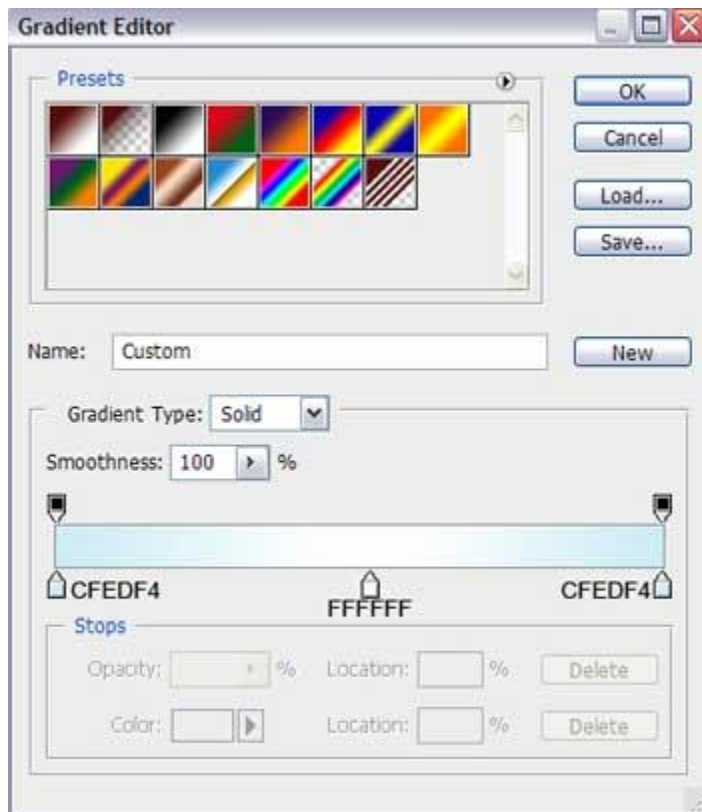 Gradient Editor
Presets
OK
Cancel
Load...
Save...
Name: Custom
New
Gradient Type: Solid
Smoothness: 100 %
CFEDF4 FFFFFF CFEDF4
Stops
Opacity: % Location: % Delete
Color: Location: % Delete